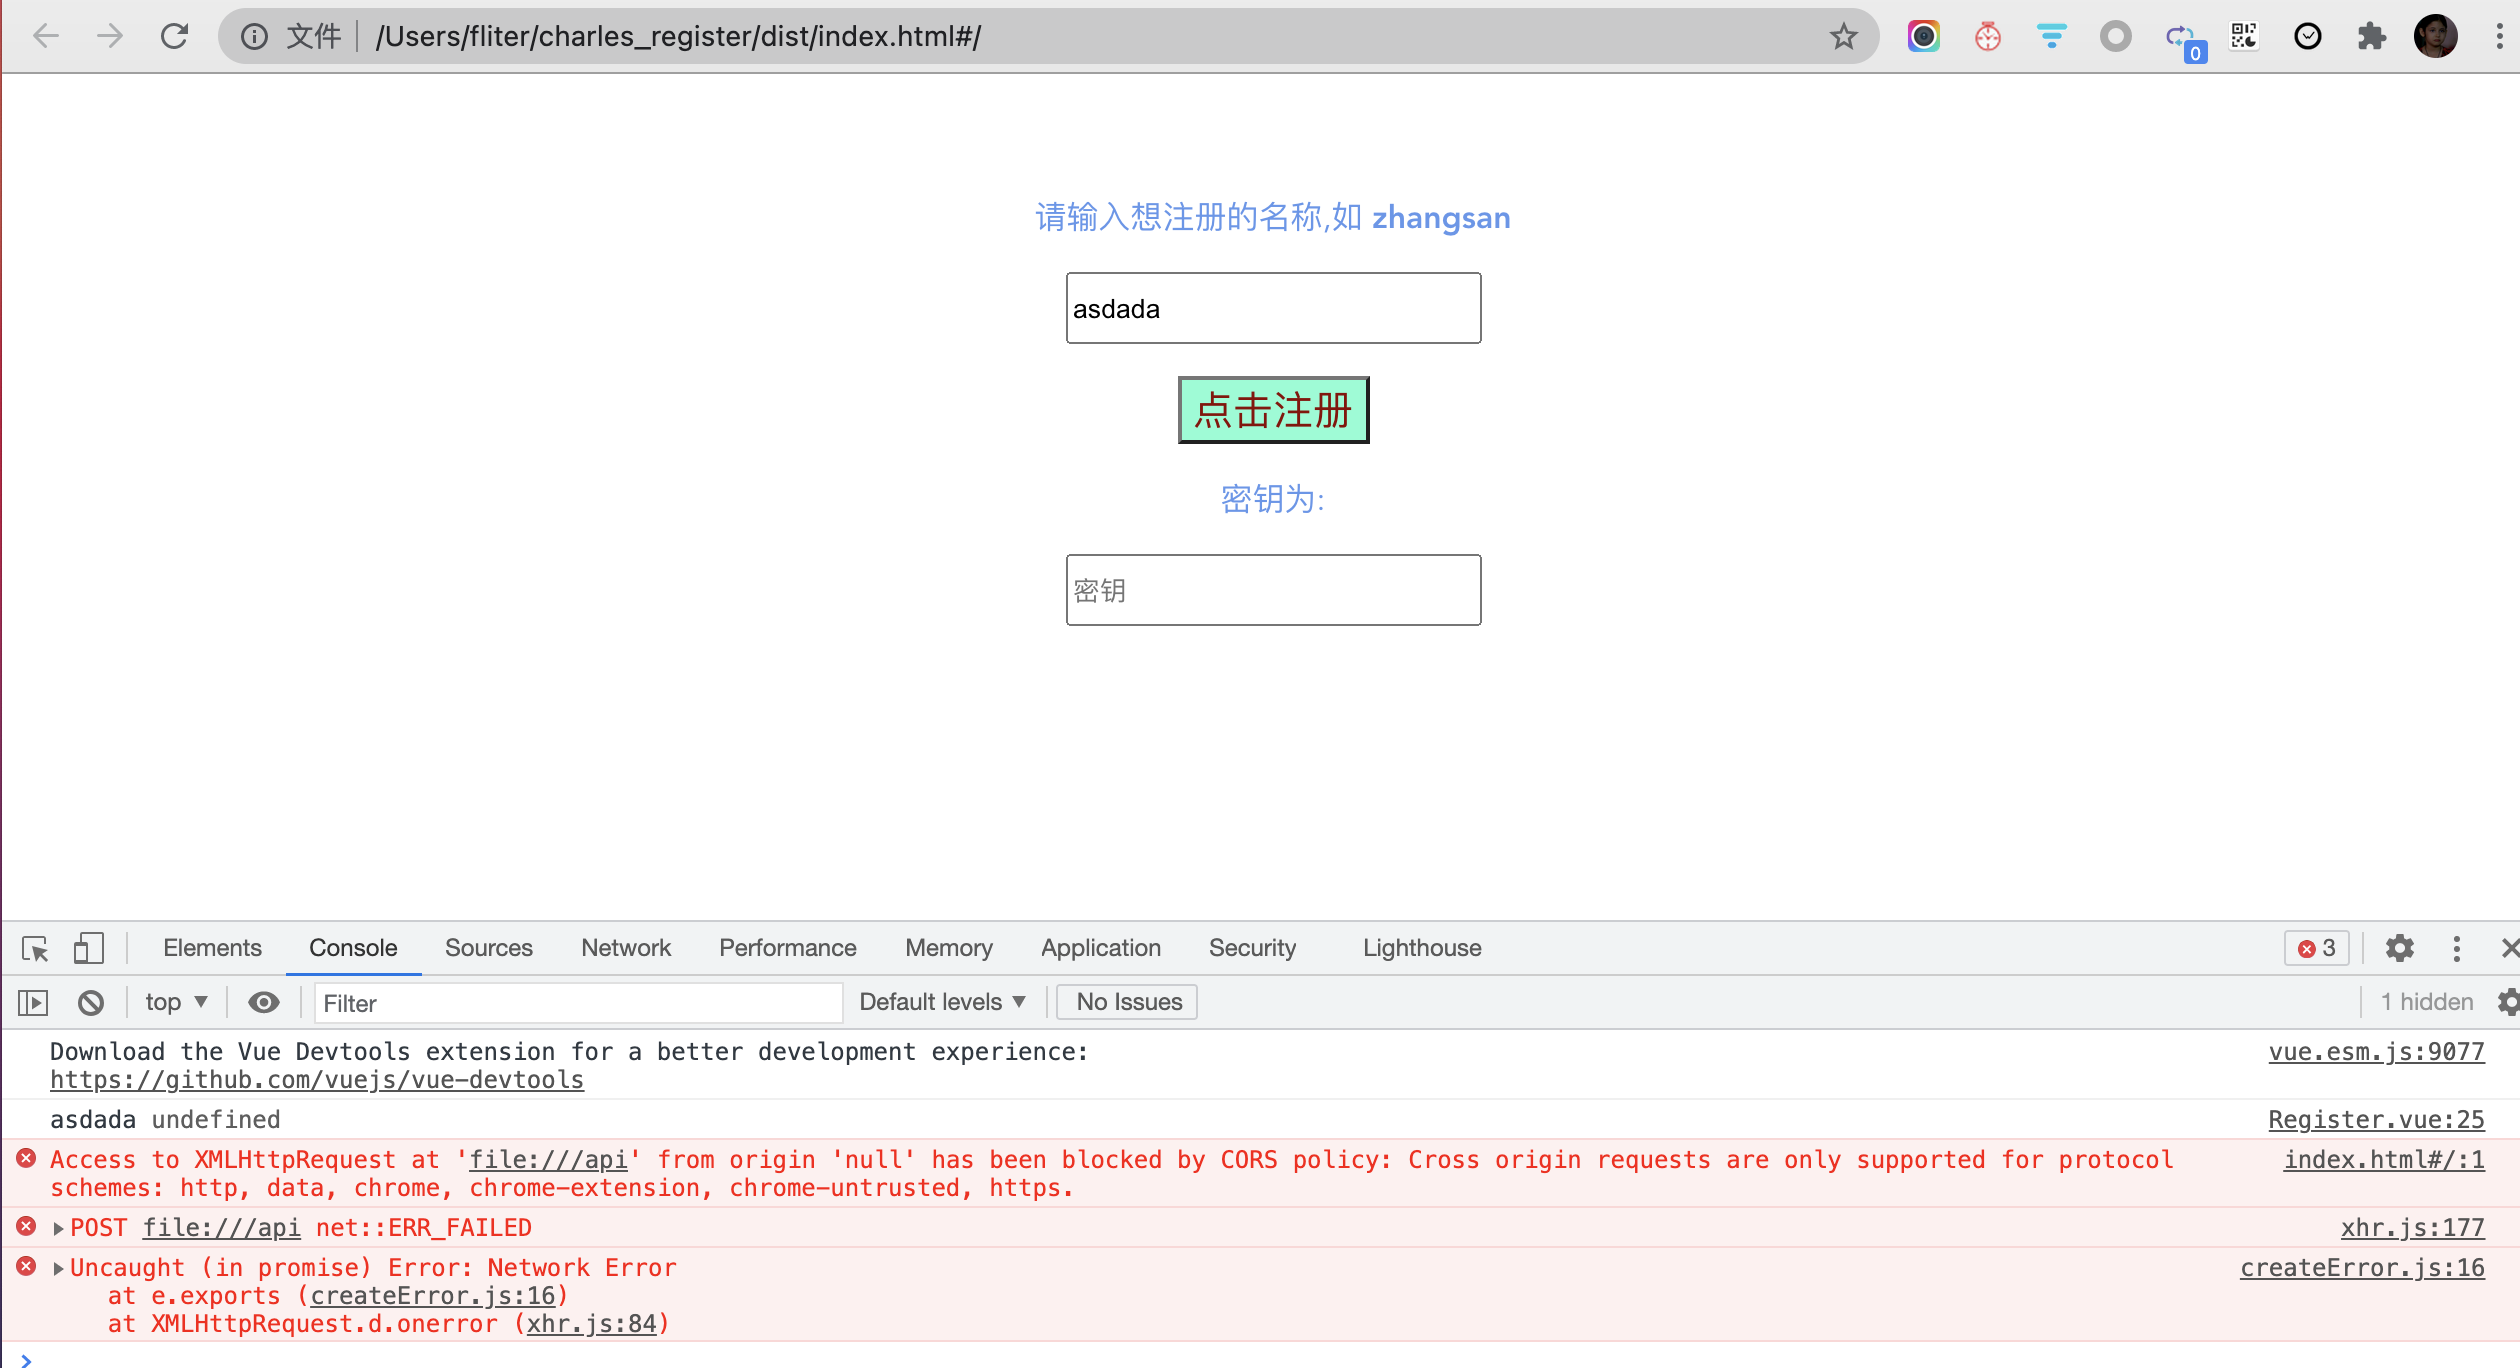 文件 /Users/fliter/charles_register/dist/index.html#/
0
请输入想注册的名称,如 zhangsan
asdada
点击注册
密钥为:
密钥
Elements Console Sources Network Performance Memory Application Security Lighthouse 3
top Filter Default levels No Issues 1 hidden
Download the Vue Devtools extension for a better development experience: vue.esm.js:9077
https://github.com/vuejs/vue-devtools
asdada undefined Register.vue:25
Access to XMLHttpRequest at 'file:///api' from origin 'null' has been blocked by CORS policy: Cross origin requests are only supported for protocol index.html#/:1
schemes: http, data, chrome, chrome-extension, chrome-untrusted, https.
POST file:///api net::ERR_FAILED xhr.js:177
Uncaught (in promise) Error: Network Error createError.js:16
at e.exports (createError.js:16)
at XMLHttpRequest.d.onerror (xhr.js:84)